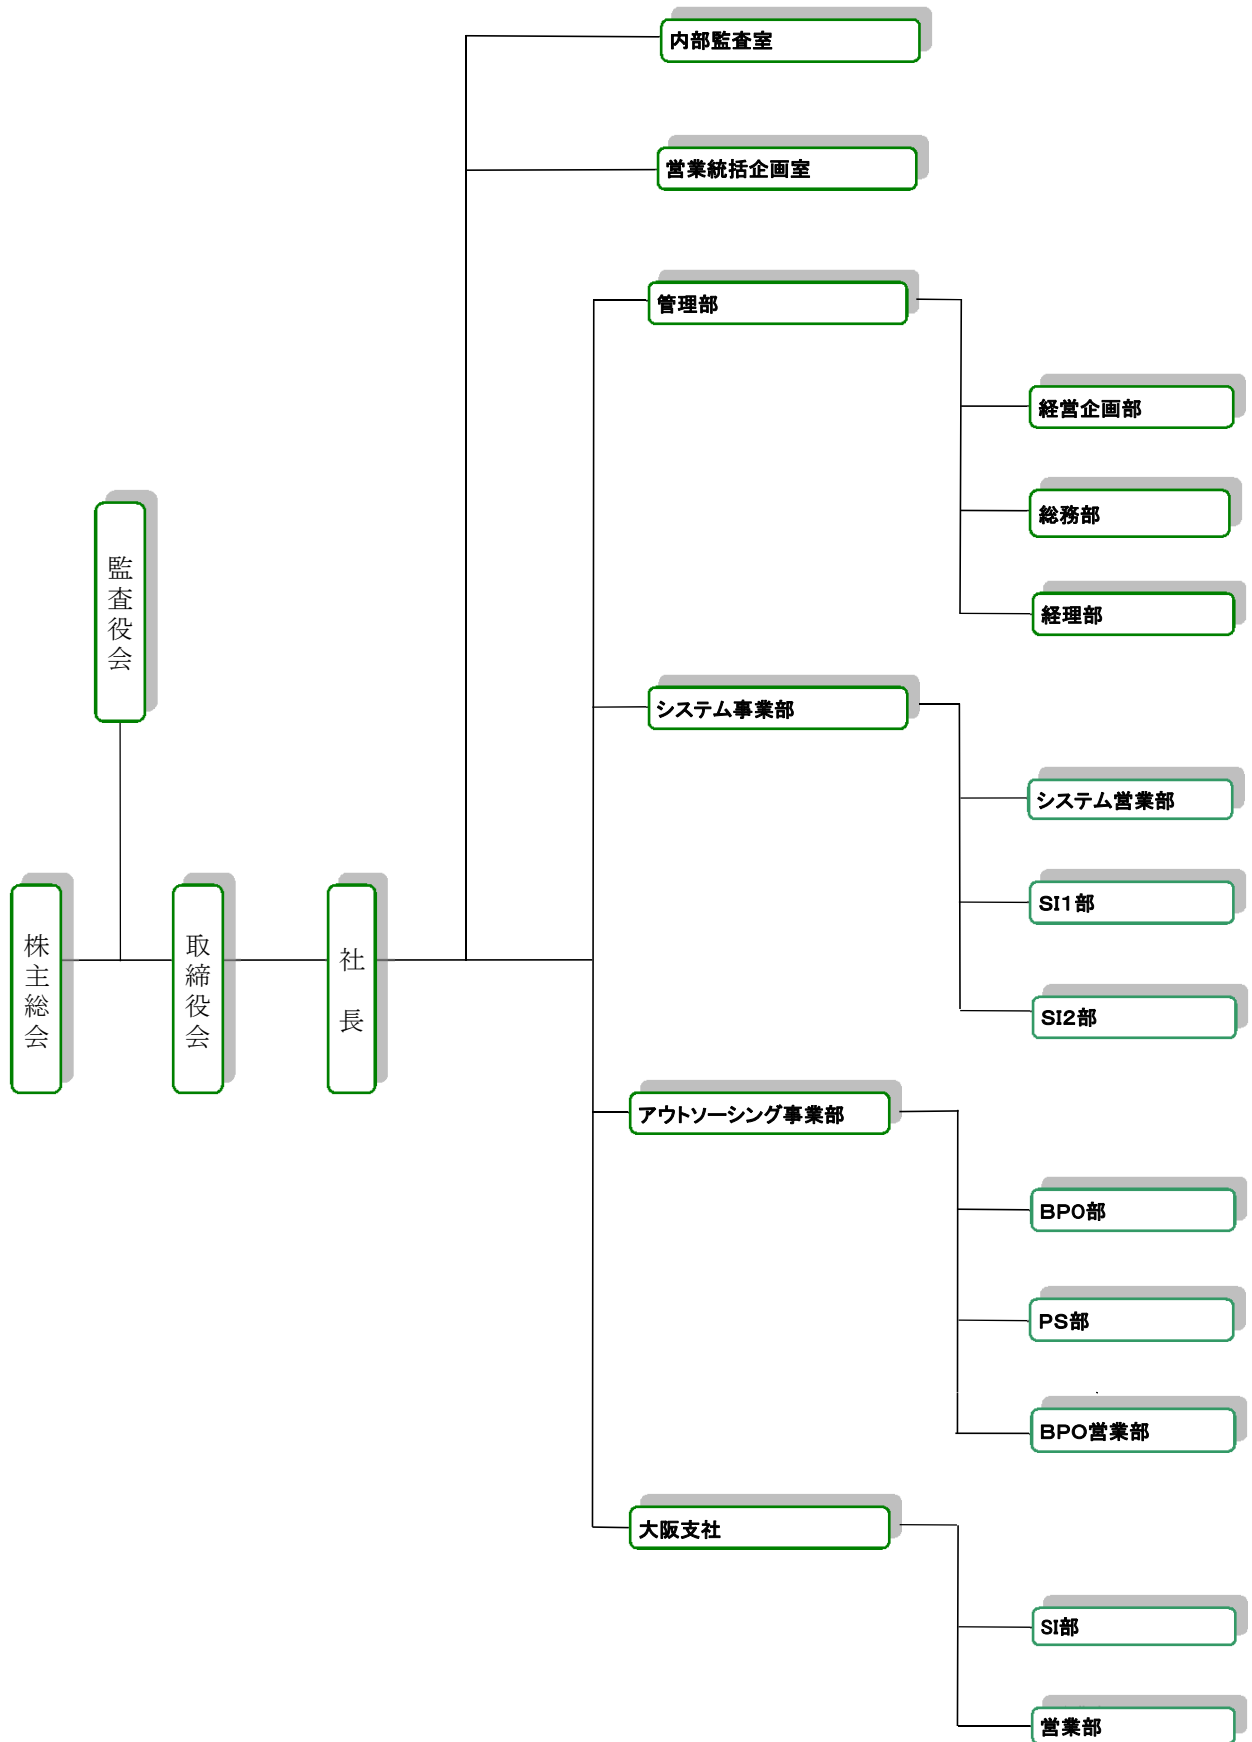 内部監査室
営業統括企画室
管理部
経営企画部
総務部
経理部
監査役会
システム事業部
システム営業部
SI1部
SI2部
株主総会
取締役会
社長
アウトソーシング事業部
BPO部
PS部
BPO営業部
大阪支社
SI部
営業部